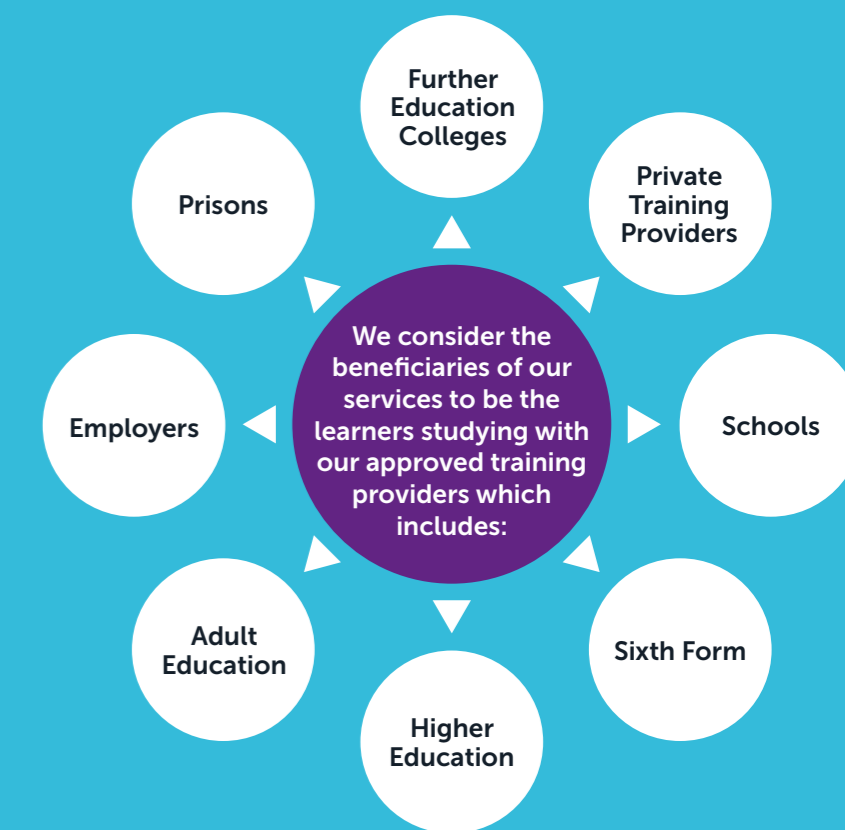 Further
Education
Colleges
Private
Training
Providers
Prisons
We consider the
beneficiaries of our
services to be the
learners studying with
our approved training
providers which
includes:
Employers
Schools
Adult
Education
Sixth Form
Higher
Education